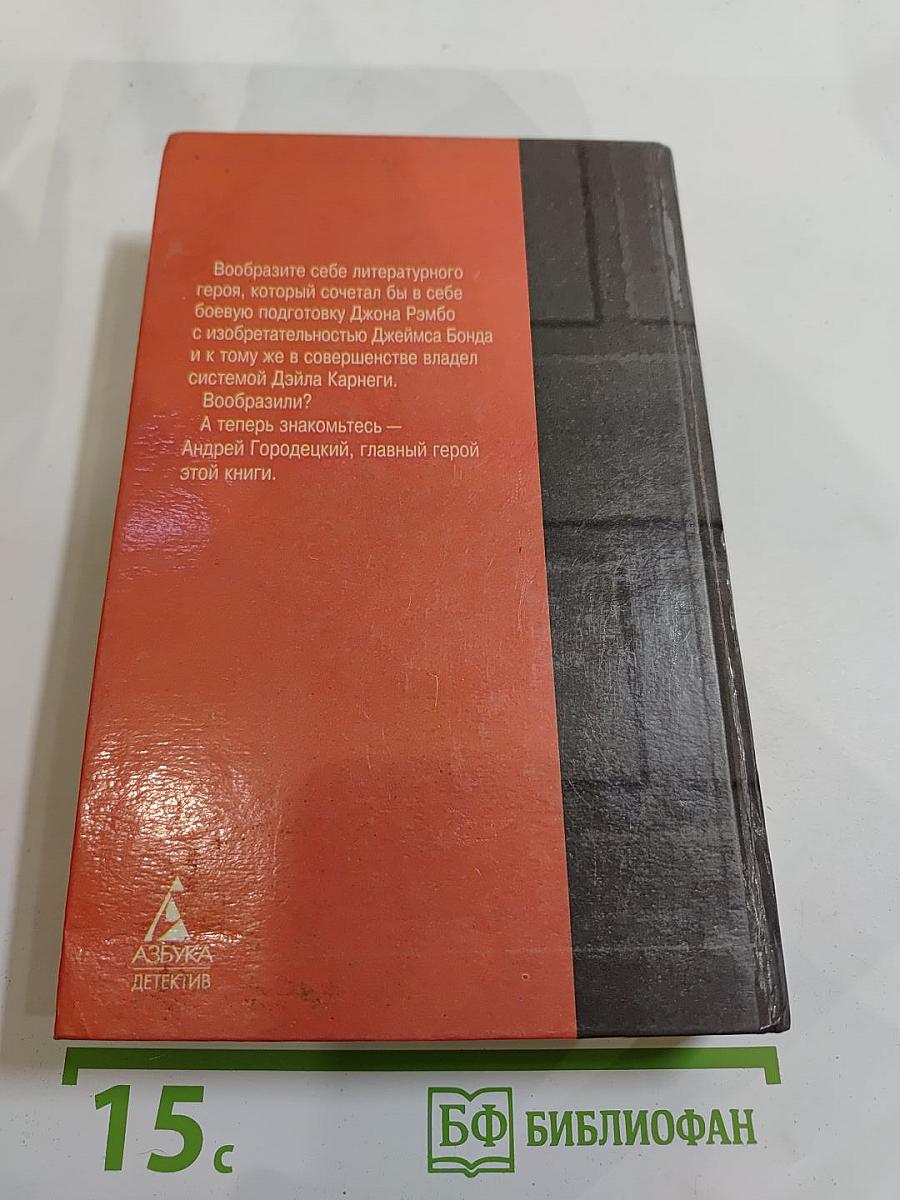 Вообразите себе литературного
героя, который сочетал бы в себе
боевую подготовку Джона Рэмбо
с изобретательностью Джеймса Бонда
и к тому же в совершенстве владел
системой Дэйла Карнеги.
Вообразили?
А теперь знакомьтесь —
Андрей Городецкий, главный герой
этой книги.
АЗБУКА
ДЕТЕКТИВ
15 с
БФ БИБЛИОФАН